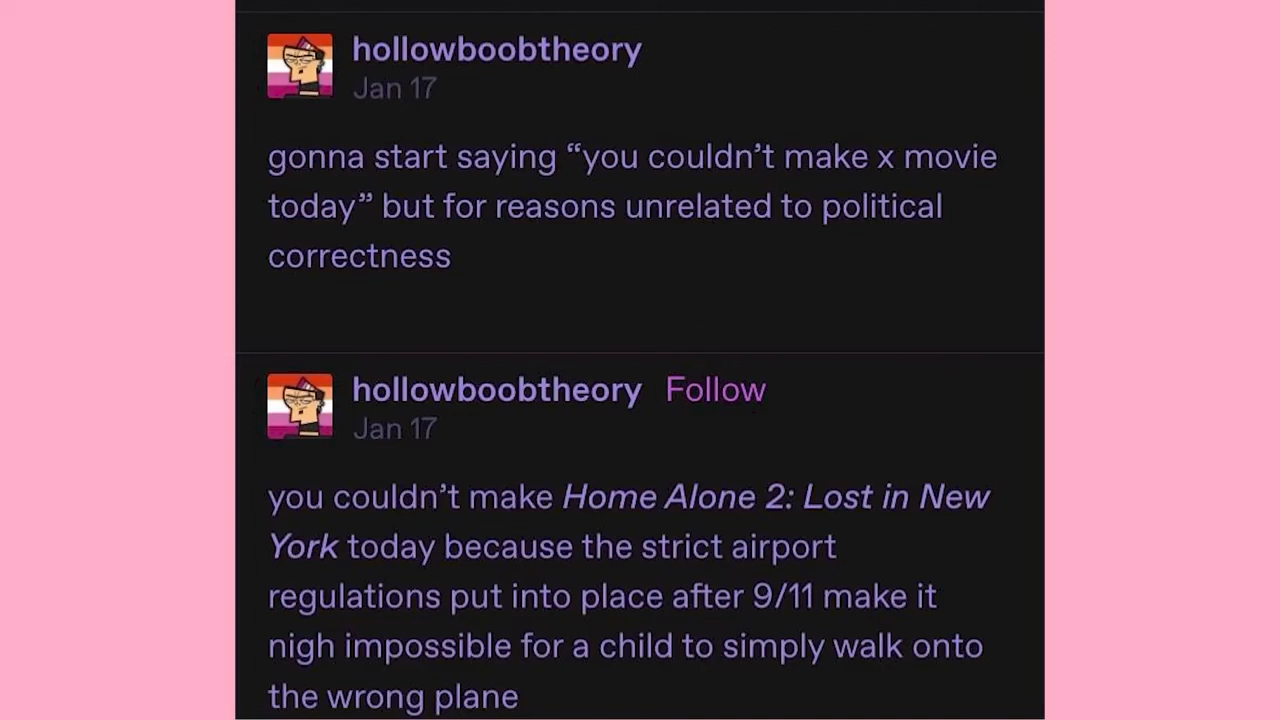 hollowboobtheory
Jan 17
gonna start saying “you couldn’t make x movie
today” but for reasons unrelated to political
correctness
hollowboobtheory Follow
Jan 17
you couldn’t make Home Alone 2: Lost in New
York today because the strict airport
regulations put into place after 9/11 make it
nigh impossible for a child to simply walk onto
the wrong plane